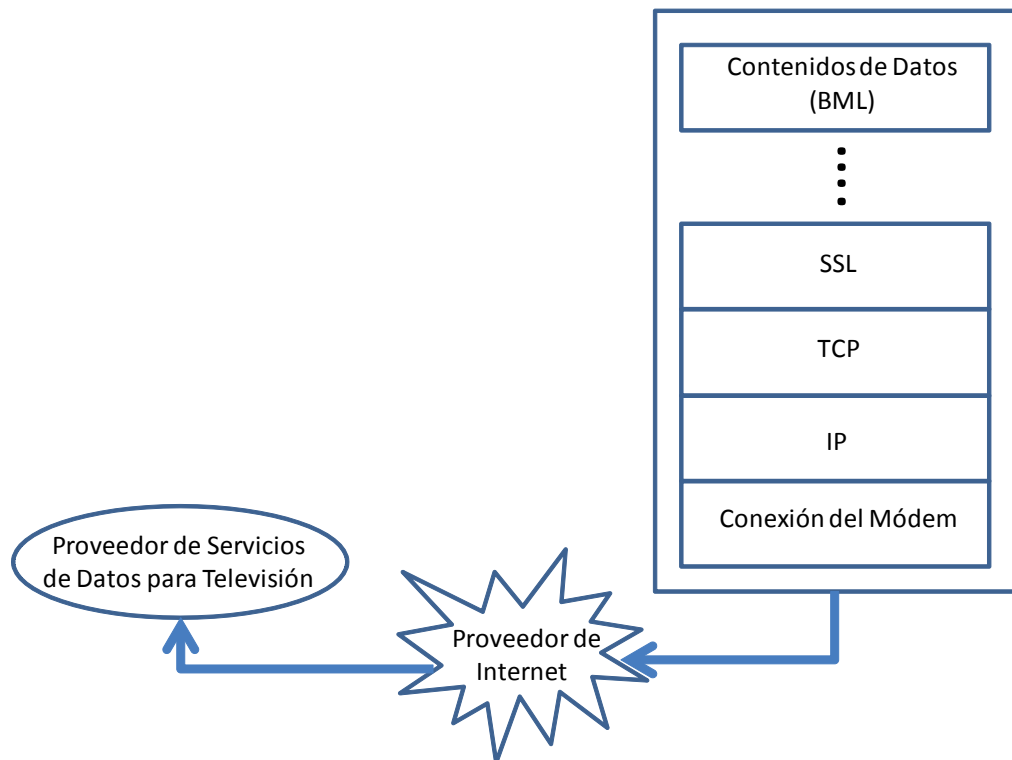 Contenidos de Datos
(BML)
SSL
TCP
IP
Conexión del Módem
Proveedor de Servicios
de Datos para Televisión
Proveedor de
Internet